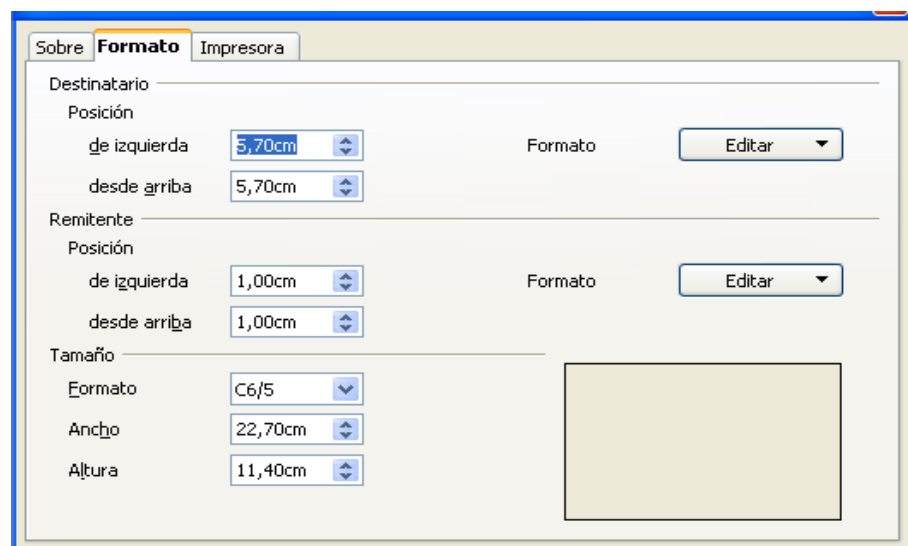 Sobre Formato Impresora
Destinatario
Posición
de izquierda 5,70cm Formato Editar
desde arriba 5,70cm
Remitente
Posición
de izquierda 1,00cm Formato Editar
desde arriba 1,00cm
Tamaño
Formato C6/5
Ancho 22,70cm
Altura 11,40cm